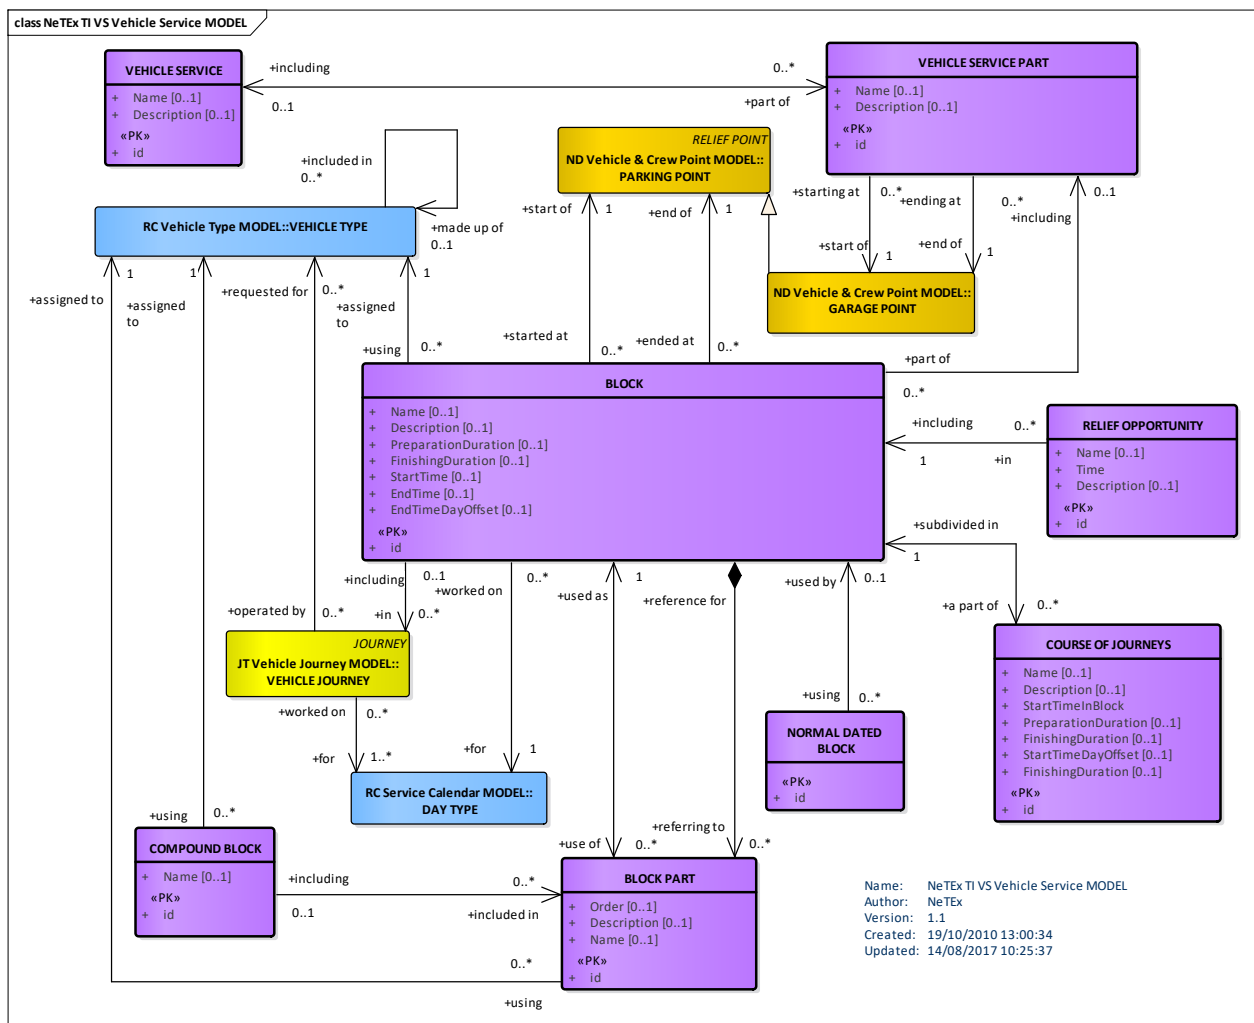 class NeTEx TI VS Vehicle Service MODEL
VEHICLE SERVICE
+ Name [0..1]
+ Description [0..1]
«PK»
+ id
+including
0..1
0..*
+part of
VEHICLE SERVICE PART
+ Name [0..1]
+ Description [0..1]
«PK»
+ id
+included in
0..*
+made up of
0..1
RELIEF POINT
ND Vehicle & Crew Point MODEL::
PARKING POINT
RC Vehicle Type MODEL::VEHICLE TYPE
+start of
1
+end of
1
+starting at
0..*
+ending at
0..*
0..1
+including
+start of
1
+end of
1
ND Vehicle & Crew Point MODEL::
GARAGE POINT
1
+assigned to
1
+assigned
to
+requested for
0..*
1
+assigned
to
+using
0..*
+started at
0..*
+ended at
0..*
+part of
0..*
BLOCK
+ Name [0..1]
+ Description [0..1]
+ PreparationDuration [0..1]
+ FinishingDuration [0..1]
+ StartTime [0..1]
+ EndTime [0..1]
+ EndTimeDayOffset [0..1]
«PK»
+ id
+including
1
0..*
+in
RELIEF OPPORTUNITY
+ Name [0..1]
+ Time
+ Description [0..1]
«PK»
+ id
+subdivided in
1
+a part of
0..*
+including
0..1
+worked on
0..*
+used as
1
+reference for
+used by
0..1
+operated by
0..*
+in
0..*
JOURNEY
JT Vehicle Journey MODEL::
VEHICLE JOURNEY
COURSE OF JOURNEYS
+ Name [0..1]
+ Description [0..1]
+ StartTimeInBlock
+ PreparationDuration [0..1]
+ FinishingDuration [0..1]
+ StartTimeDayOffset [0..1]
+ FinishingDuration [0..1]
«PK»
+ id
+worked on
0..*
+for
1..*
+for
1
+using
0..*
NORMAL DATED
BLOCK
«PK»
+ id
RC Service Calendar MODEL::
DAY TYPE
+using
0..*
COMPOUND BLOCK
+ Name [0..1]
«PK»
+ id
+use of
0..*
+referring to
0..*
+including
0..1
0..*
+included in
BLOCK PART
+ Order [0..1]
+ Description [0..1]
+ Name [0..1]
«PK»
+ id
0..*
+using
Name: NeTEx TI VS Vehicle Service MODEL
Author: NeTEx
Version: 1.1
Created: 19/10/2010 13:00:34
Updated: 14/08/2017 10:25:37